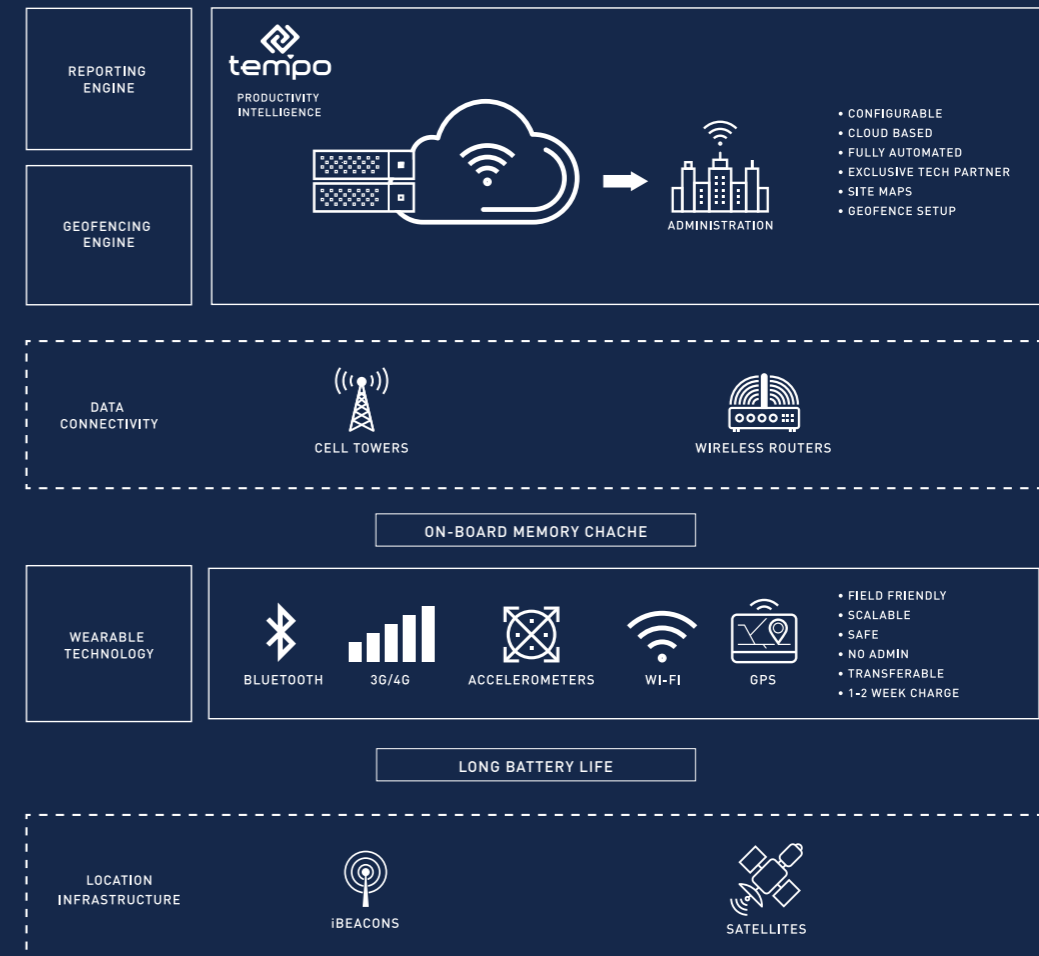 REPORTING
ENGINE
GEOFENCING
ENGINE
tempo
PRODUCTIVITY
INTELLIGENCE
ADMINISTRATION
• CONFIGURABLE
• CLOUD BASED
• FULLY AUTOMATED
• EXCLUSIVE TECH PARTNER
• SITE MAPS
• GEOFENCE SETUP
DATA
CONNECTIVITY
CELL TOWERS
WIRELESS ROUTERS
ON-BOARD MEMORY CHACHE
WEARABLE
TECHNOLOGY
BLUETOOTH
3G/4G
ACCELEROMETERS
WI-FI
GPS
• FIELD FRIENDLY
• SCALABLE
• SAFE
• NO ADMIN
• TRANSFERABLE
• 1-2 WEEK CHARGE
LONG BATTERY LIFE
LOCATION
INFRASTRUCTURE
iBEACONS
SATELLITES